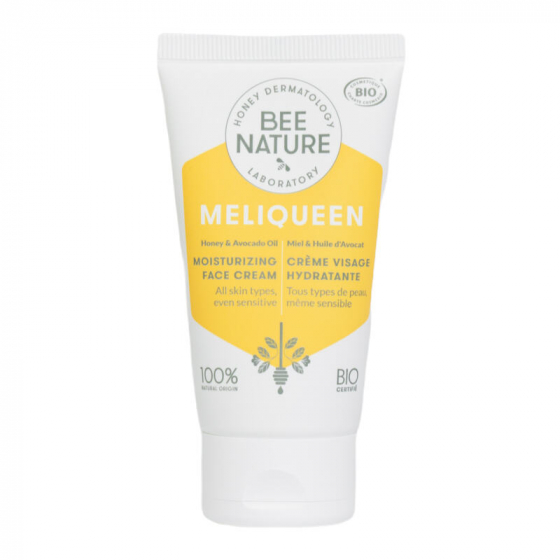 HONEY DERMATOLOGY
BEE
NATURE
LABORATORY
BIO
MELIQUEEN
Honey & Avocado Oil
MOISTURIZING
FACE CREAM
All skin types,
even sensitive
Miel & Huile d'Avocat
CRÈME VISAGE
HYDRATANTE
Tous types de peau,
même sensible
100%
NATURAL ORIGIN
BIO
CERTIFIÉ